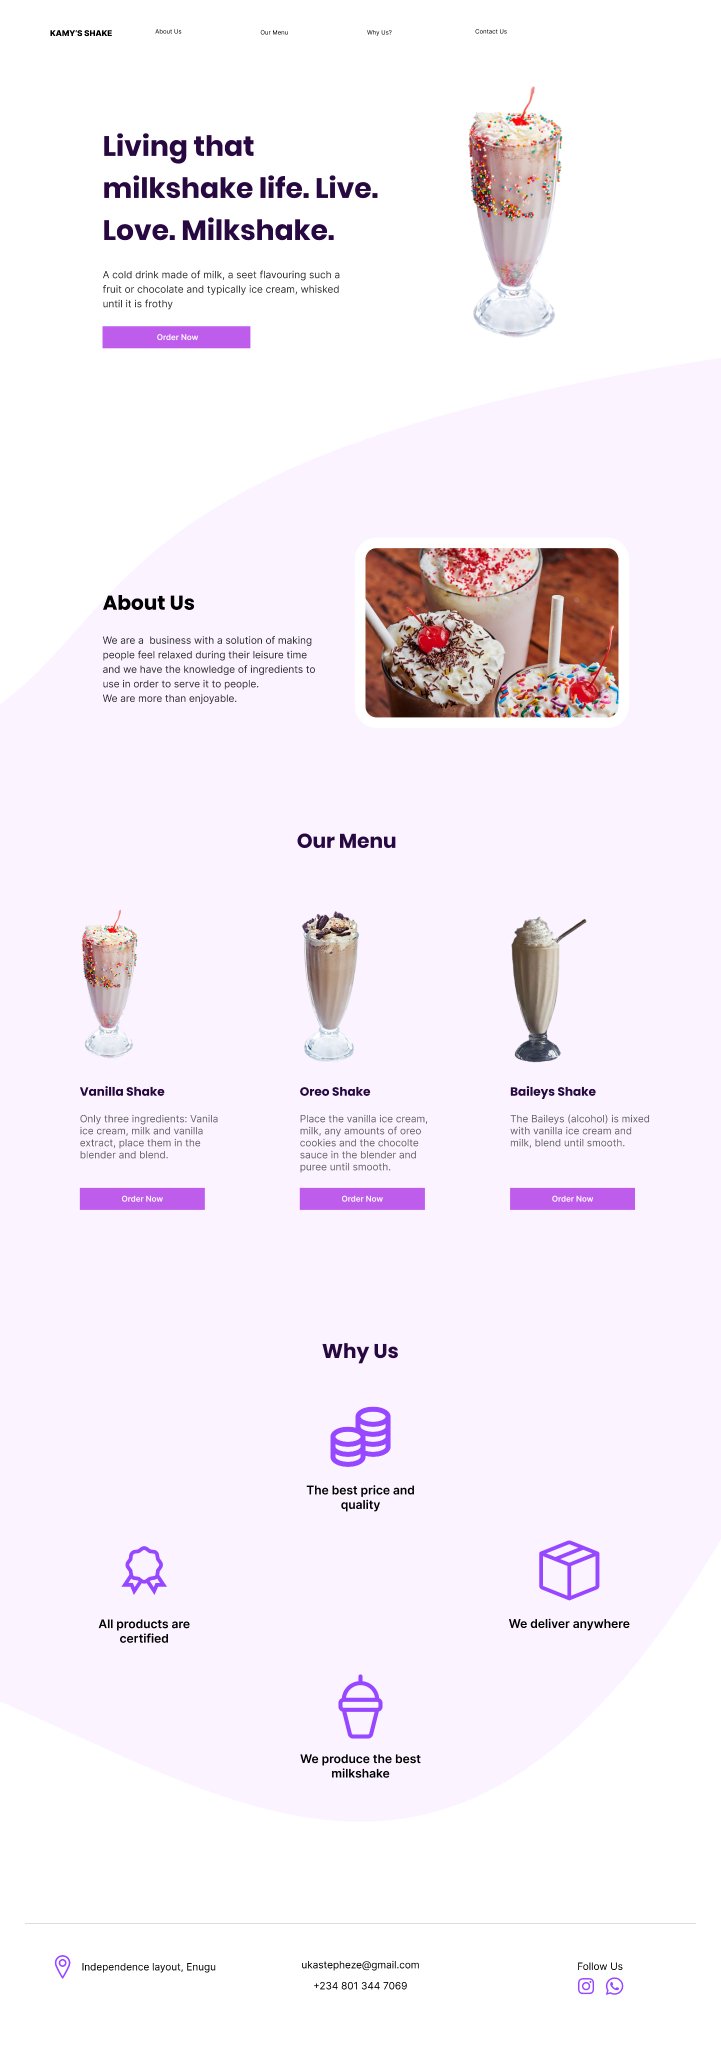 KAMY'S SHAKE
About Us
Our Menu
Why Us?
Contact Us
Living that
milkshake life. Live.
Love. Milkshake.
A cold drink made of milk, a seet flavouring such a
fruit or chocolate and typically ice cream, whisked
until it is frothy
Order Now
About Us
We are a  business with a solution of making
people feel relaxed during their leisure time
and we have the knowledge of ingredients to
use in order to serve it to people.
We are more than enjoyable.
Our Menu
Vanilla Shake
Only three ingredients: Vanila
ice cream, milk and vanilla
extract, place them in the
blender and blend.
Order Now
Oreo Shake
Place the vanilla ice cream,
milk, any amounts of oreo
cookies and the chocolte
sauce in the blender and
puree until smooth.
Order Now
Baileys Shake
The Baileys (alcohol) is mixed
with vanilla ice cream and
milk, blend until smooth.
Order Now
Why Us
The best price and
quality
All products are
certified
We deliver anywhere
We produce the best
milkshake
Independence layout, Enugu
ukastepheze@gmail.com
+234 801 344 7069
Follow Us